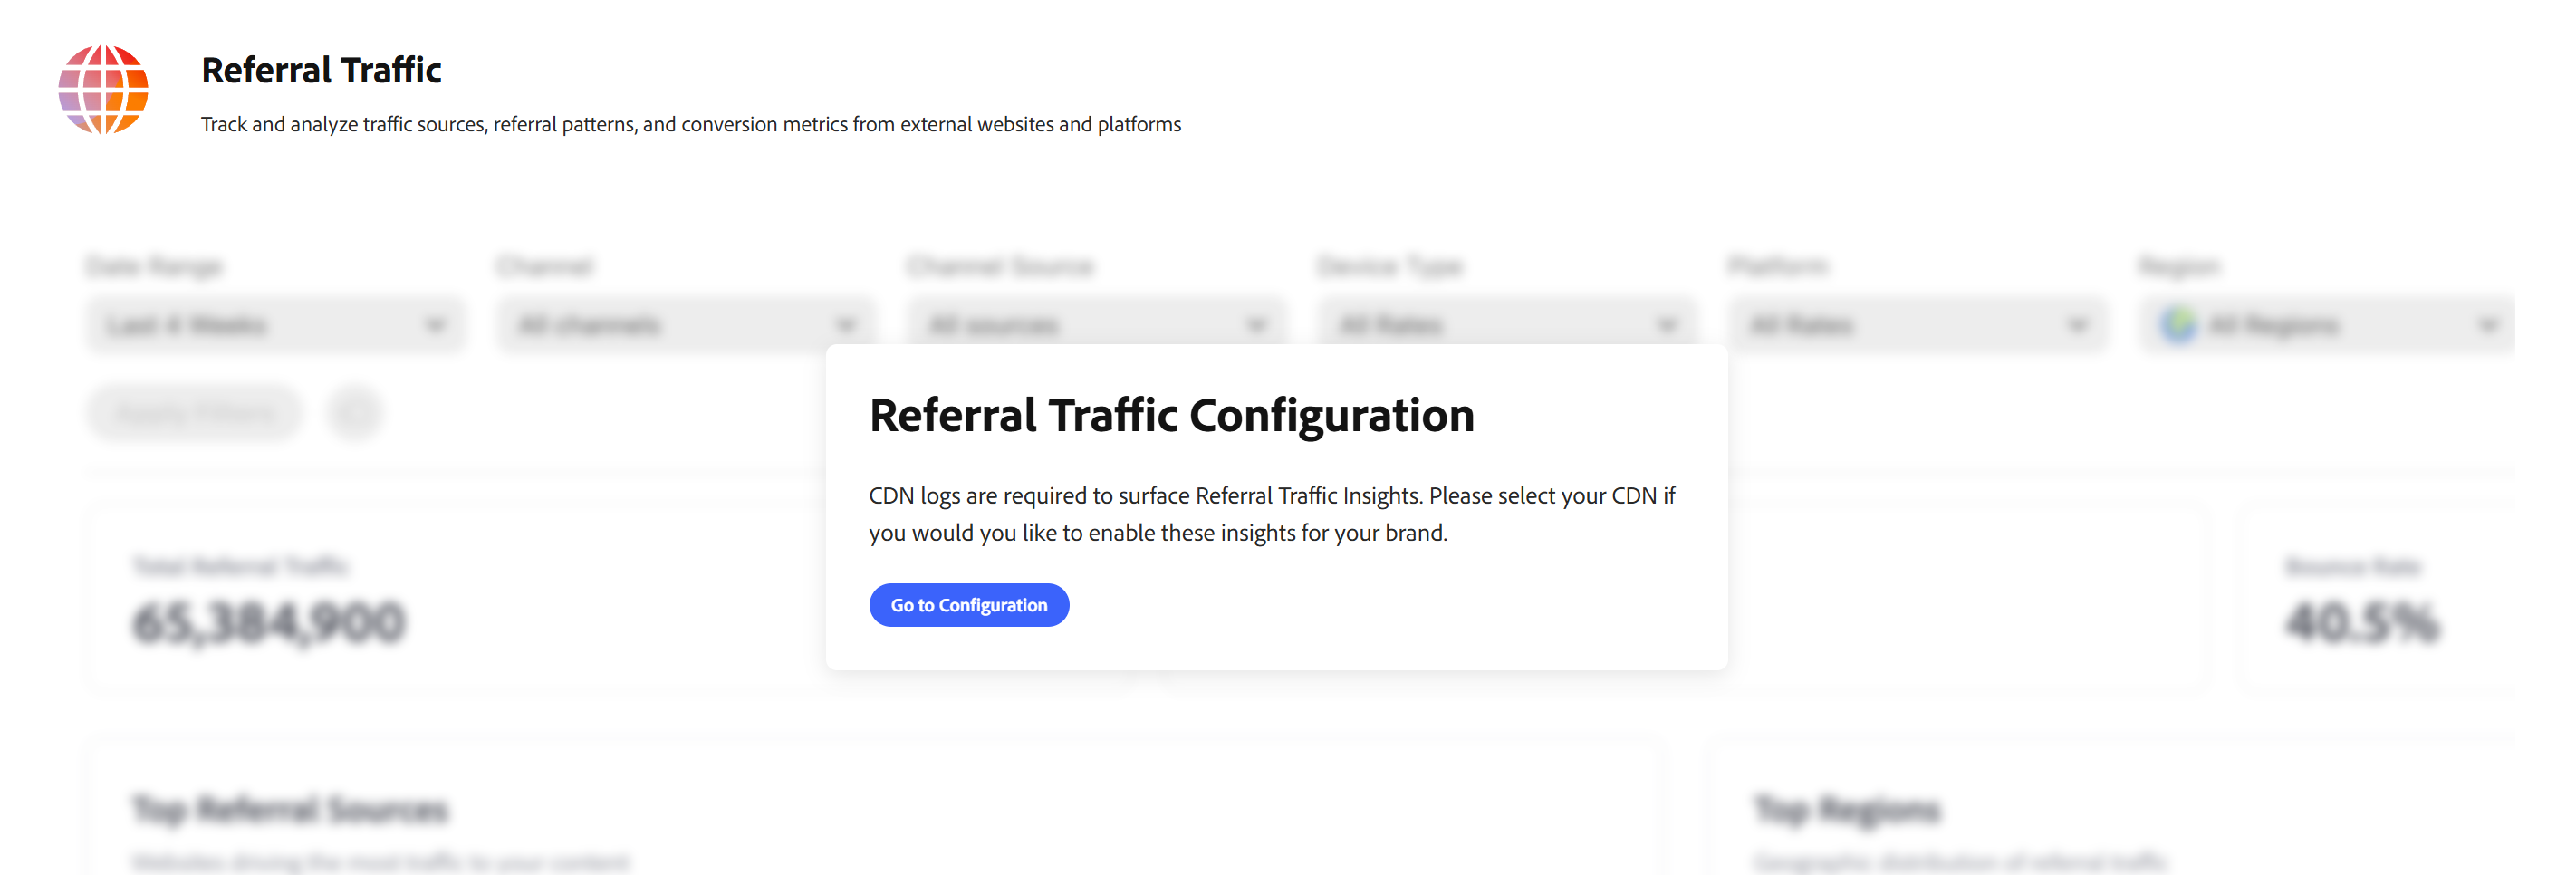 Referral Traffic
Track and analyze traffic sources, referral patterns, and conversion metrics from external websites and platforms
Date Range
Channel
Channel Source
Device Type
Platform
Region
Last 4 Weeks
All channels
All sources
All Rates
All Rates
All Regions
Apply Filters
Referral Traffic Configuration
CDN logs are required to surface Referral Traffic Insights. Please select your CDN if
you would you like to enable these insights for your brand.
Go to Configuration
Total Referral Traffic
65,384,900
Bounce Rate
40.5%
Top Referral Sources
Websites driving the most traffic to your content
Top Regions
Geographic distribution of referral traffic